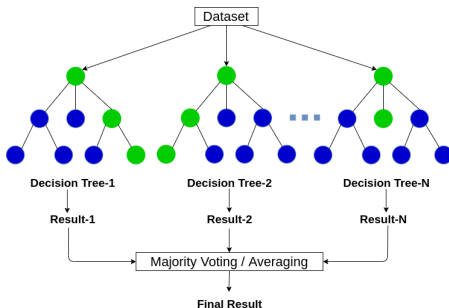 Dataset
Decision Tree-1
Decision Tree-2
Decision Tree-N
Result-1
Result-2
Result-N
Majority Voting / Averaging
Final Result